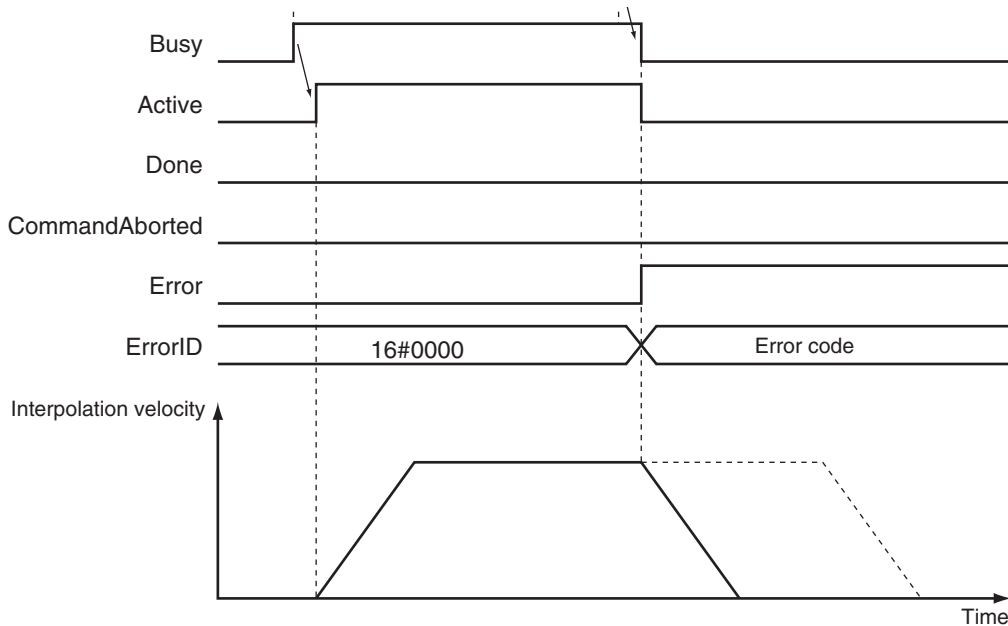 Busy
Active
Done
CommandAborted
Error
ErrorID
16#0000
Error code
Interpolation velocity
Time